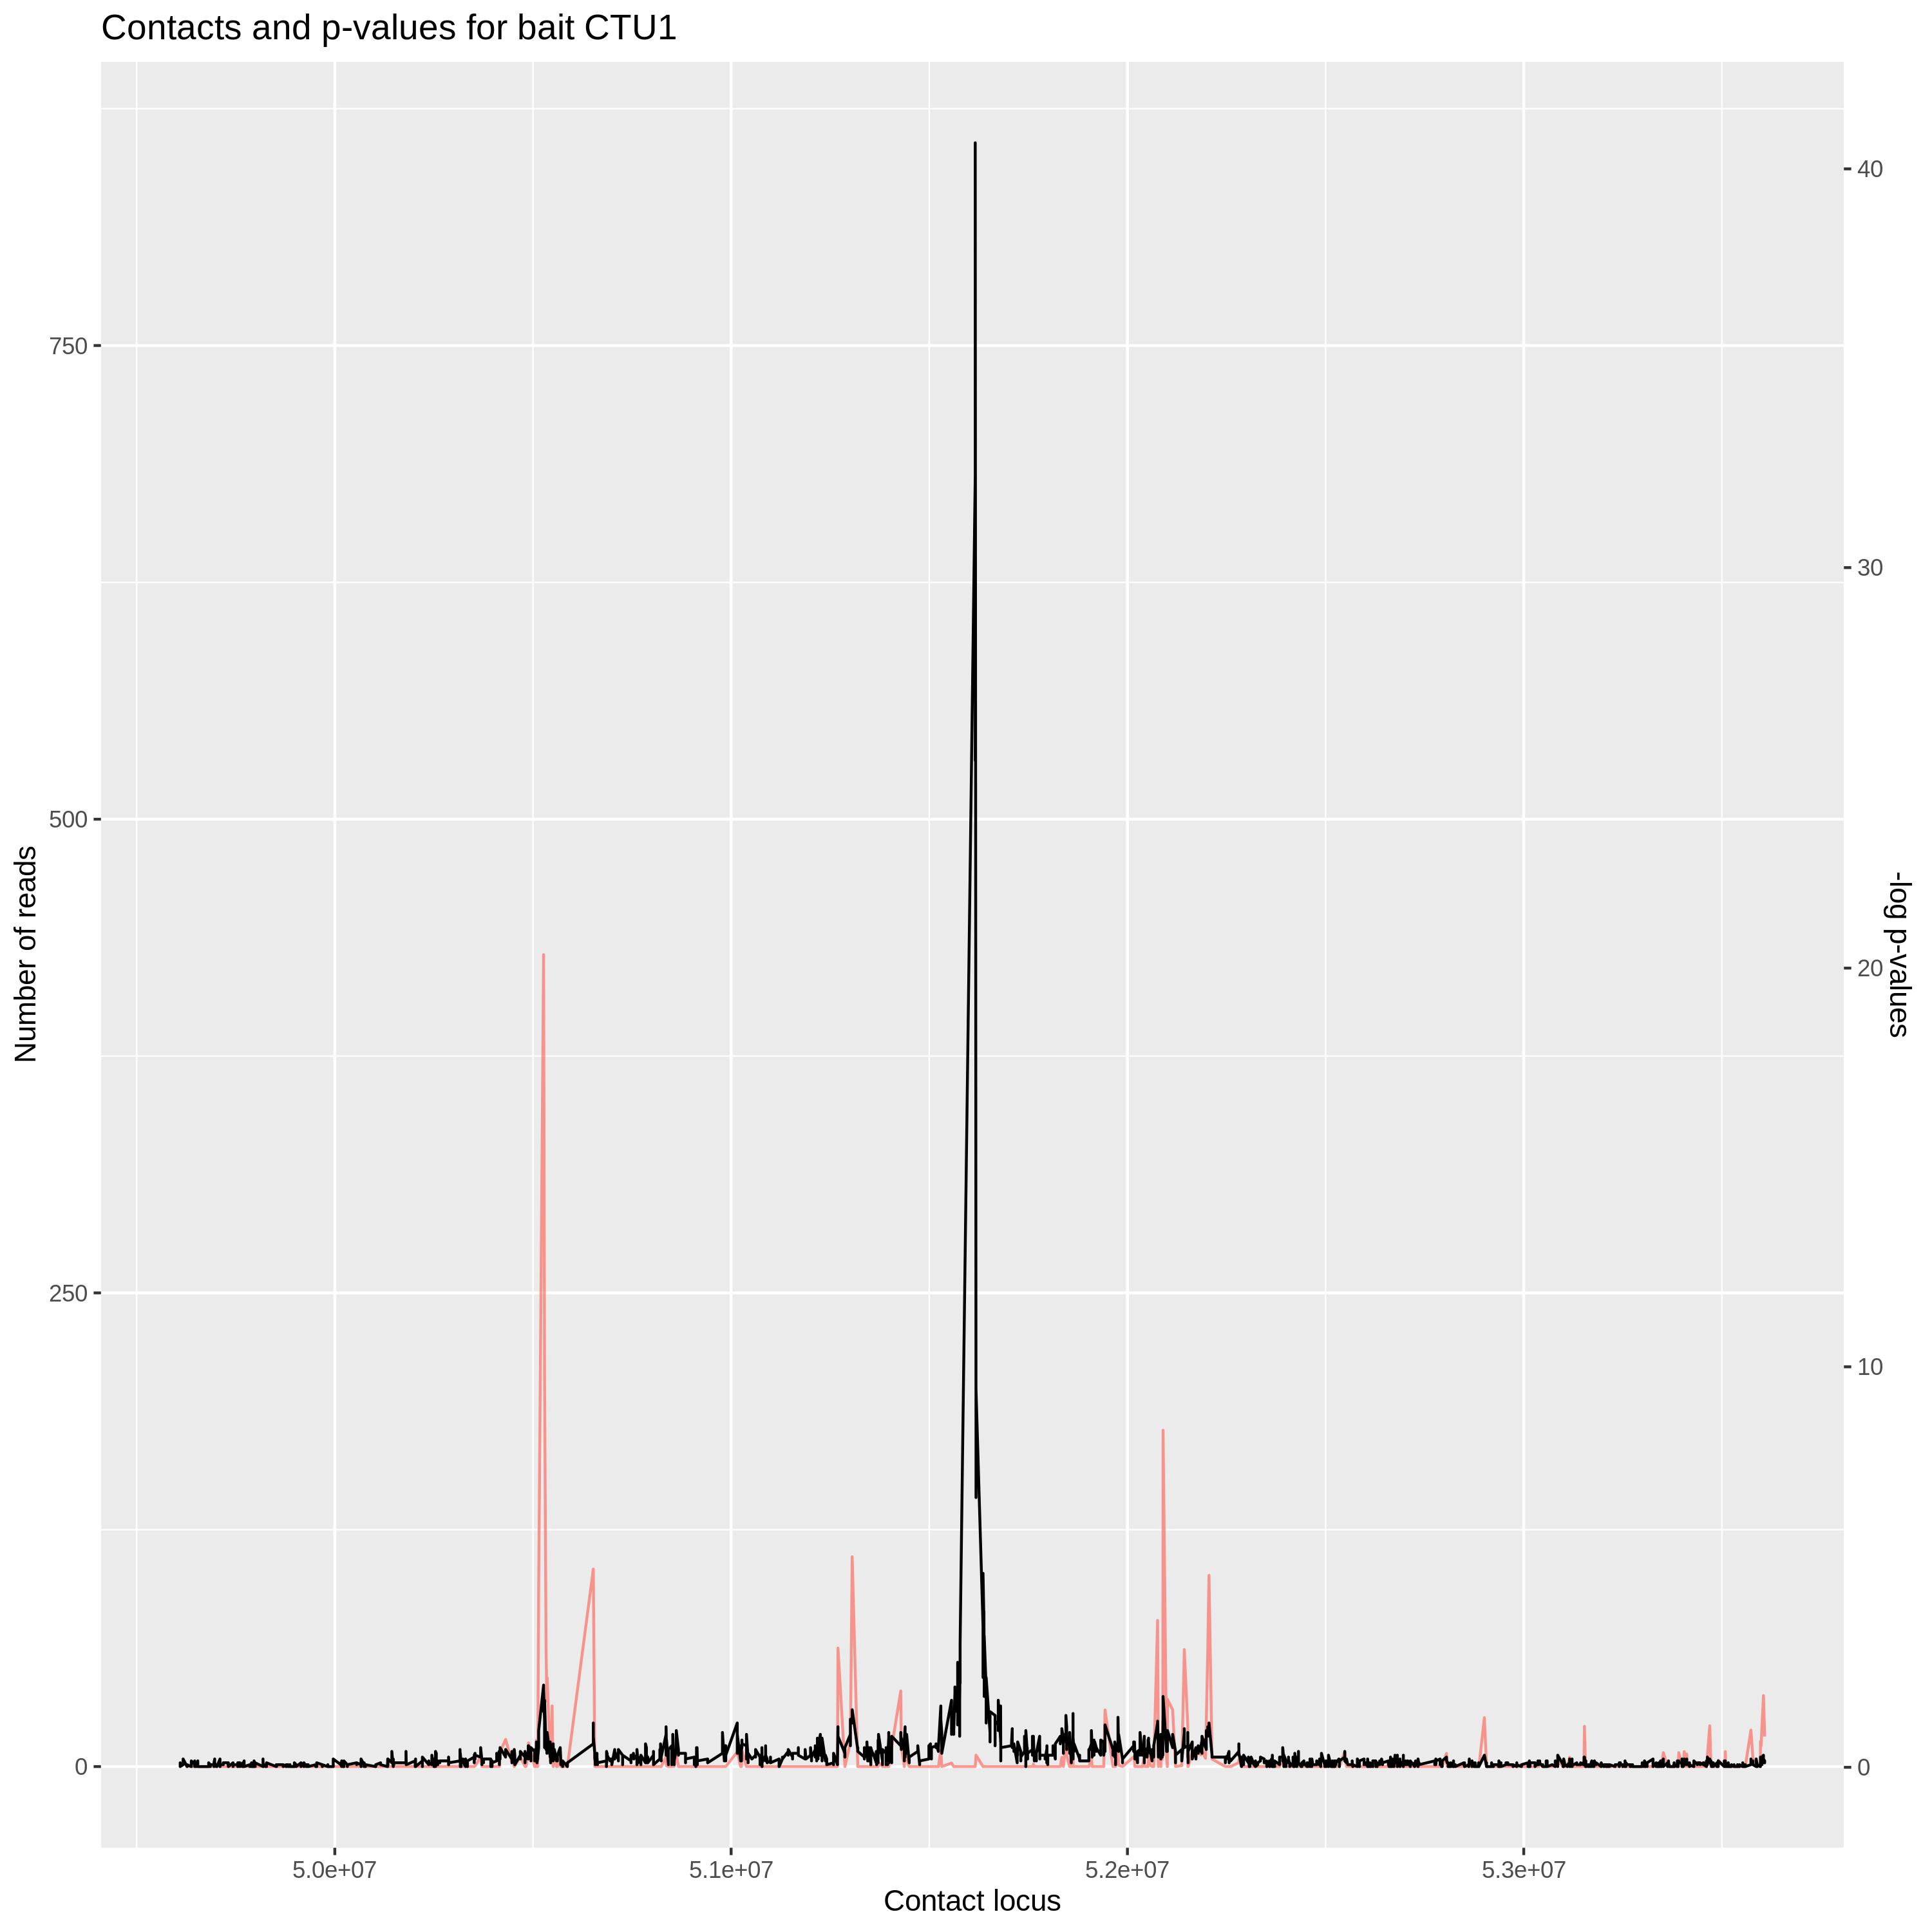 Contacts and p-values for bait CTU1
750
500
250
0
Number of reads
40
30
20
10
0
-log p-values
5.0e+07
5.1e+07
5.2e+07
5.3e+07
Contact locus